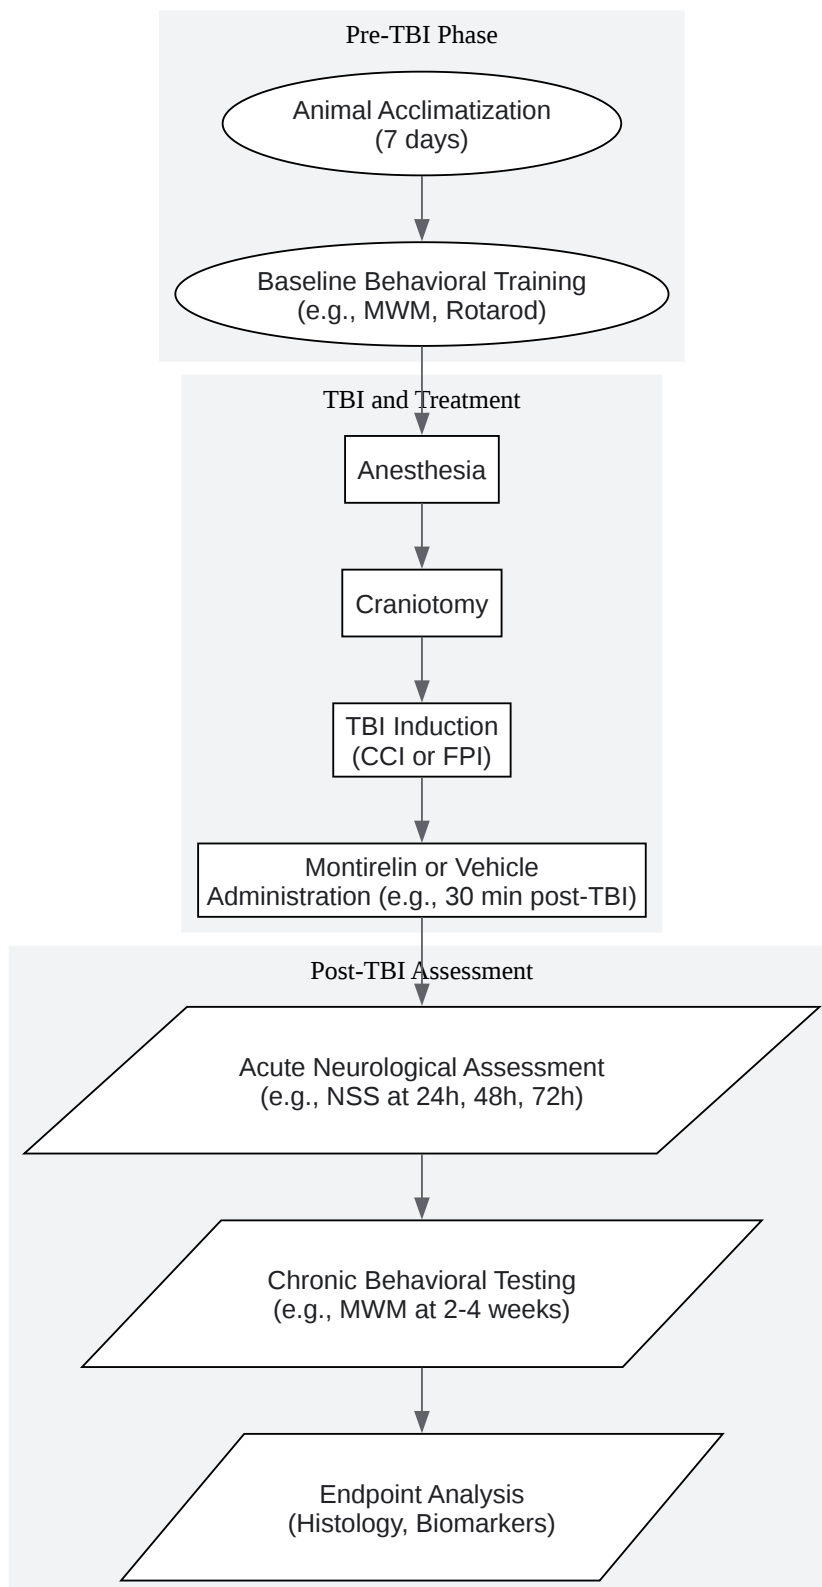 Pre-TBI Phase
Animal Acclimatization
(7 days)
Baseline Behavioral Training
(e.g., MWM, Rotarod)
TBI and Treatment
Anesthesia
Craniotomy
TBI Induction
(CCI or FPI)
Montirelin or Vehicle
Administration (e.g., 30 min post-TBI)
Post-TBI Assessment
Acute Neurological Assessment
(e.g., NSS at 24h, 48h, 72h)
Chronic Behavioral Testing
(e.g., MWM at 2-4 weeks)
Endpoint Analysis
(Histology, Biomarkers)